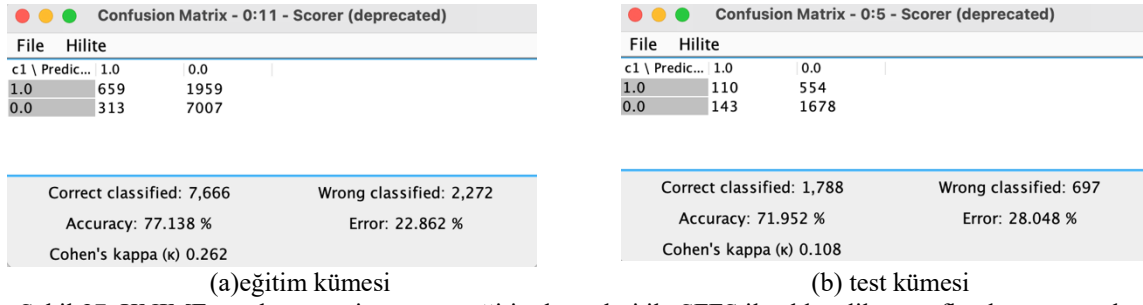 Confusion Matrix - 0:11 - Scorer (deprecated)
File Hilite
c1 \ Predic... 1.0 0.0
1.0 659 1959
0.0 313 7007
Correct classified: 7,666 Wrong classified: 2,272
Accuracy: 77.138 % Error: 22.862 %
Cohen's kappa (κ) 0.262
(a)eğitim kümesi
Confusion Matrix - 0:5 - Scorer (deprecated)
File Hilite
c1 \ Predic... 1.0 0.0
1.0 110 554
0.0 143 1678
Correct classified: 1,788 Wrong classified: 697
Accuracy: 71.952 % Error: 28.048 %
Cohen's kappa (κ) 0.108
(b) test kümesi